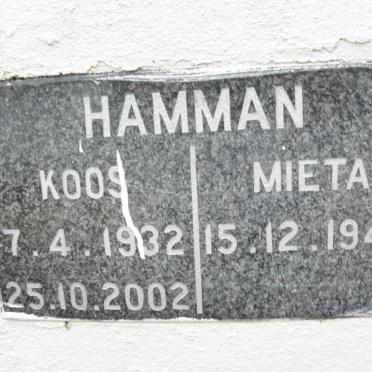 HAMMAN
KOOS MIETA
7.4.1932 15.12.194
25.10.2002